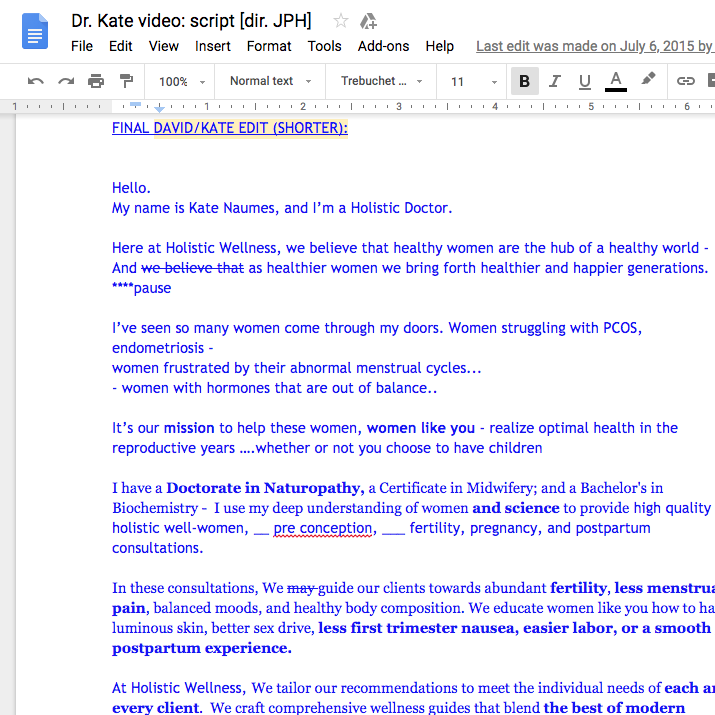 Dr. Kate video: script [dir. JPH]
File Edit View Insert Format Tools Add-ons Help Last edit was made on July 6, 2015 by
100% Normal text Trebuchet ... 11 B I U A
1 1 2 3 4 5 6
FINAL DAVID/KATE EDIT (SHORTER):
Hello.
My name is Kate Naumes, and I'm a Holistic Doctor.
Here at Holistic Wellness, we believe that healthy women are the hub of a healthy world -
And we believe that as healthier women we bring forth healthier and happier generations.
****pause
I've seen so many women come through my doors. Women struggling with PCOS,
endometriosis -
women frustrated by their abnormal menstrual cycles...
- women with hormones that are out of balance..
It's our mission to help these women, women like you - realize optimal health in the
reproductive years ....whether or not you choose to have children
I have a Doctorate in Naturopathy, a Certificate in Midwifery; and a Bachelor's in
Biochemistry - I use my deep understanding of women and science to provide high quality
holistic well-women, __ pre conception, ___ fertility, pregnancy, and postpartum
consultations.
In these consultations, We may guide our clients towards abundant fertility, less menstrua
pain, balanced moods, and healthy body composition. We educate women like you how to ha
luminous skin, better sex drive, less first trimester nausea, easier labor, or a smooth
postpartum experience.
At Holistic Wellness, We tailor our recommendations to meet the individual needs of each an
every client. We craft comprehensive wellness guides that blend the best of modern